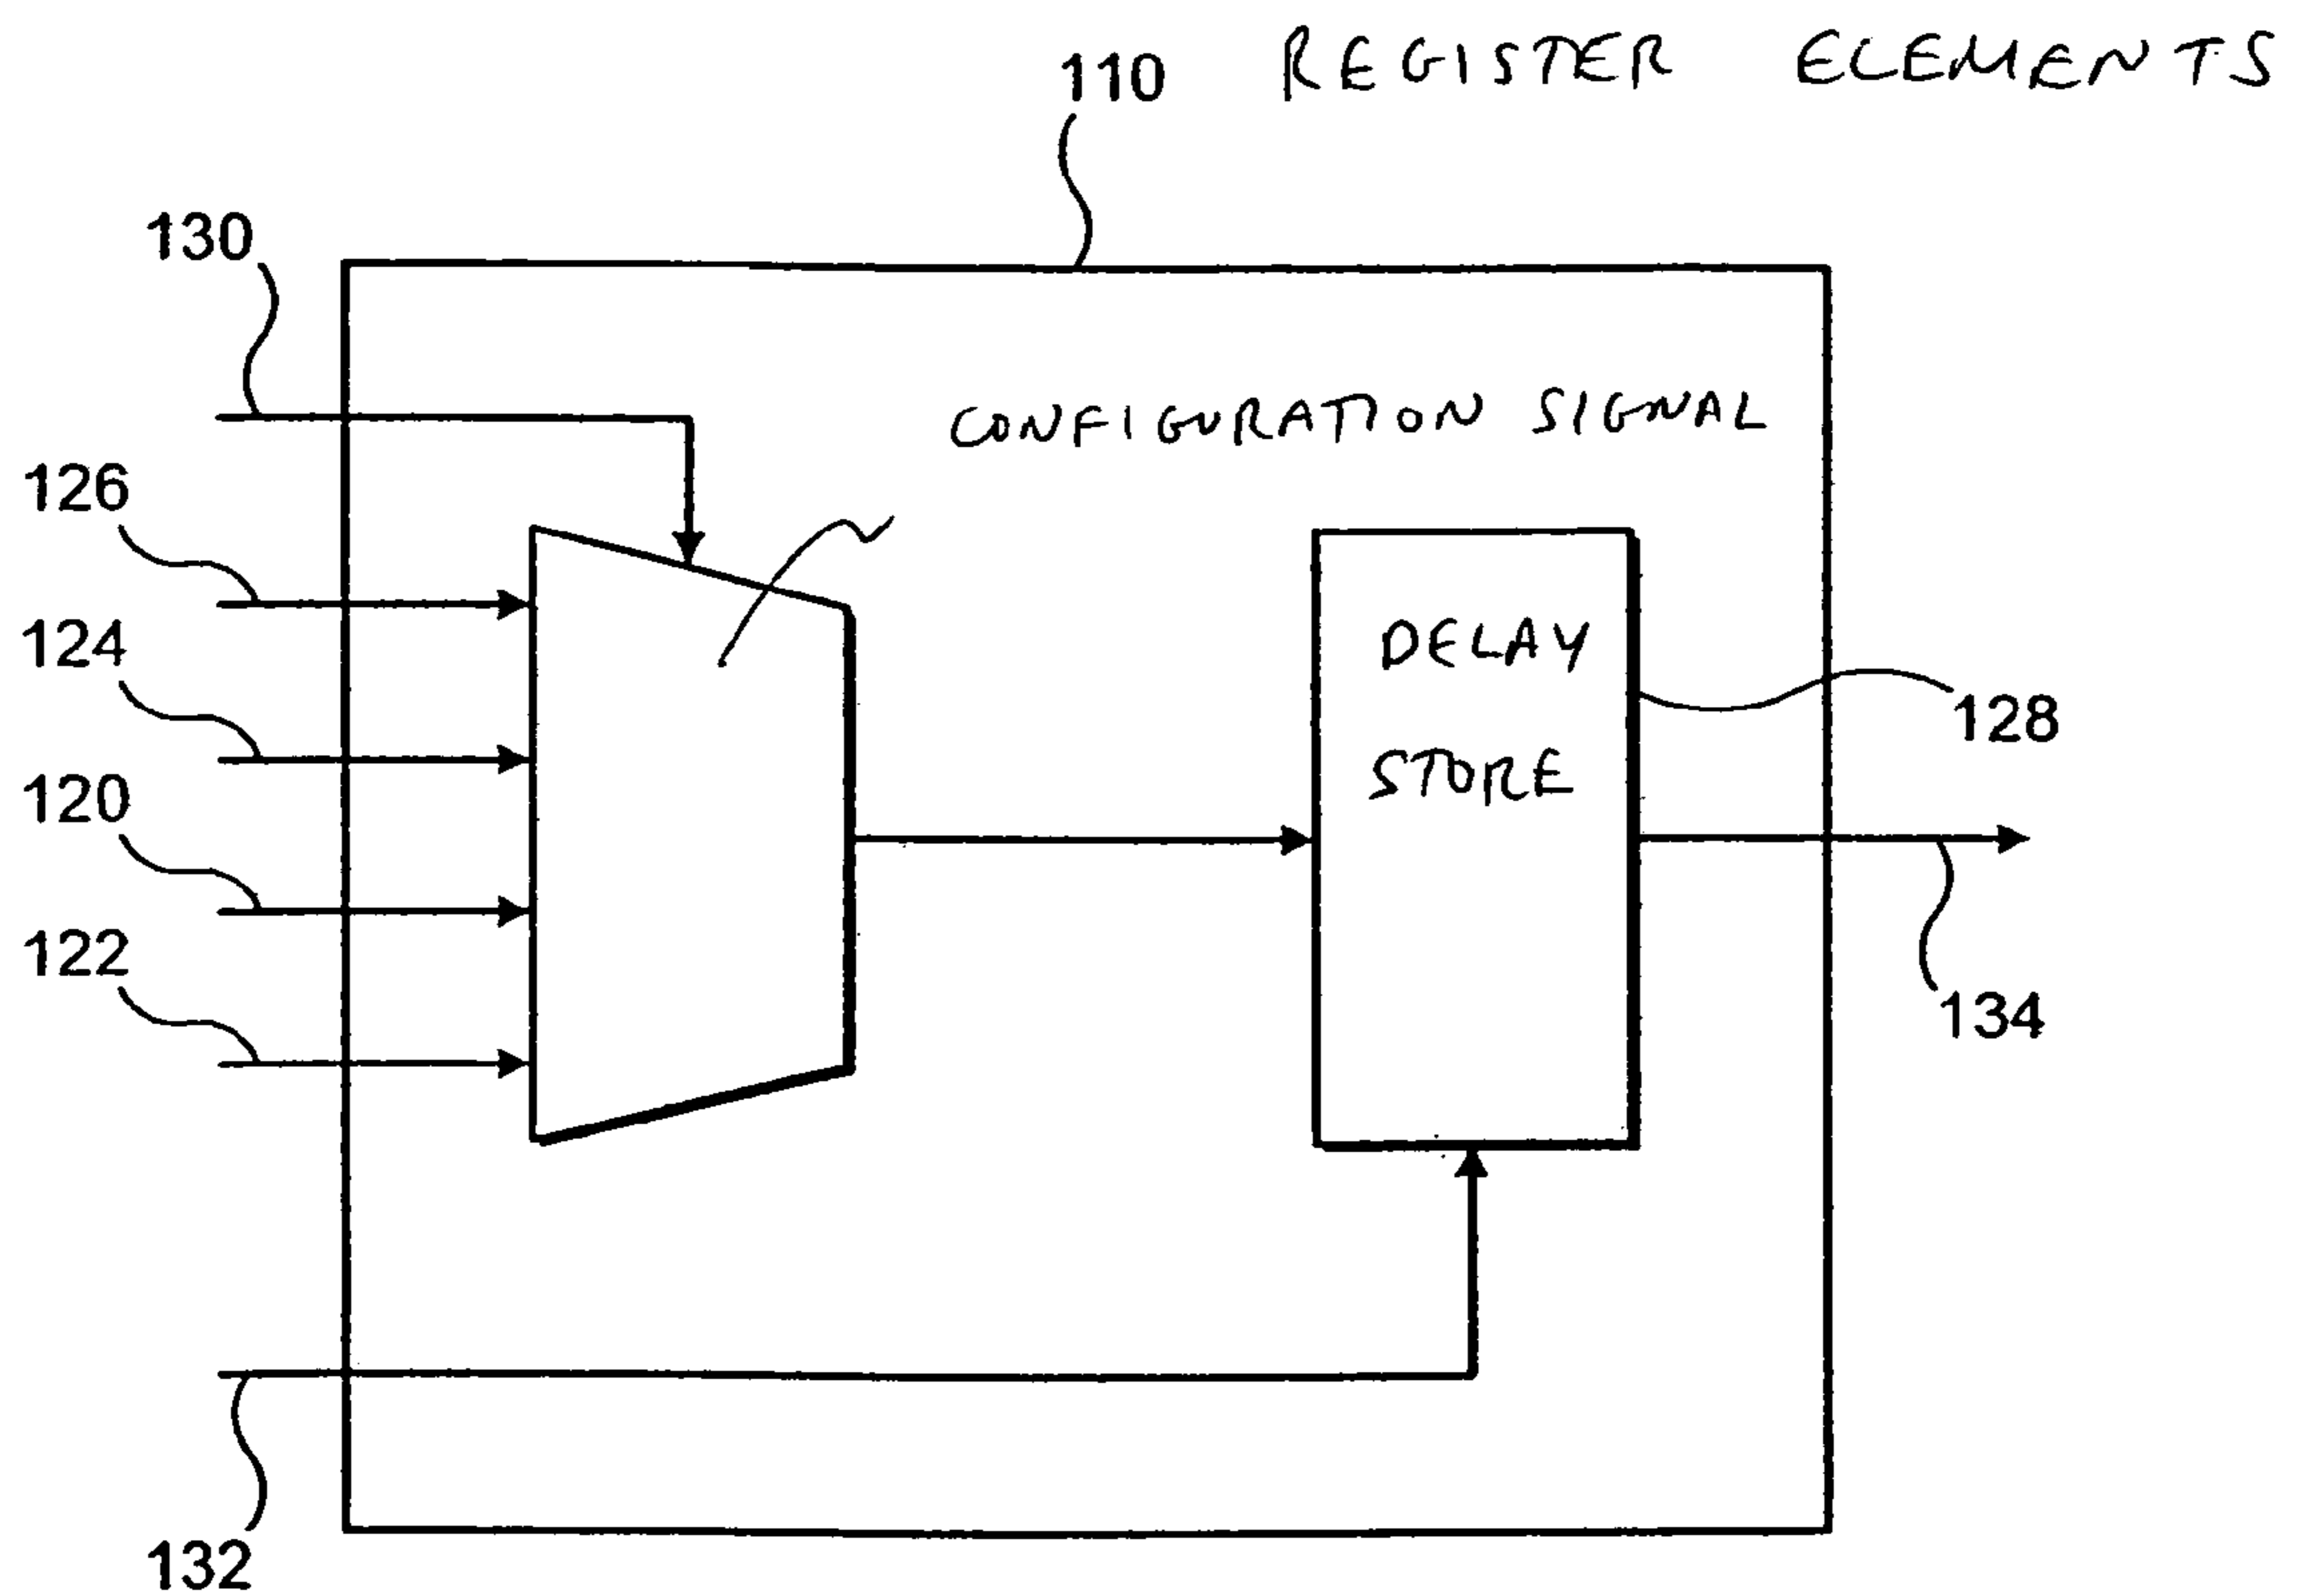 110 REGISTER ELEMENTS
130
CONFIGURATION SIGNAL
126
124
DELAY
128
STORE
120
122
134
132